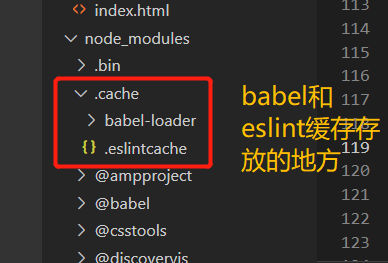 index.html
node_modules
.bin
.cache
babel-loader
.eslintcache
@ampproject
@babel
@csstools
@discoveryjs
babel和
eslint缓存存
放的地方
113
114
115
116
117
118
119
120
121
122
123